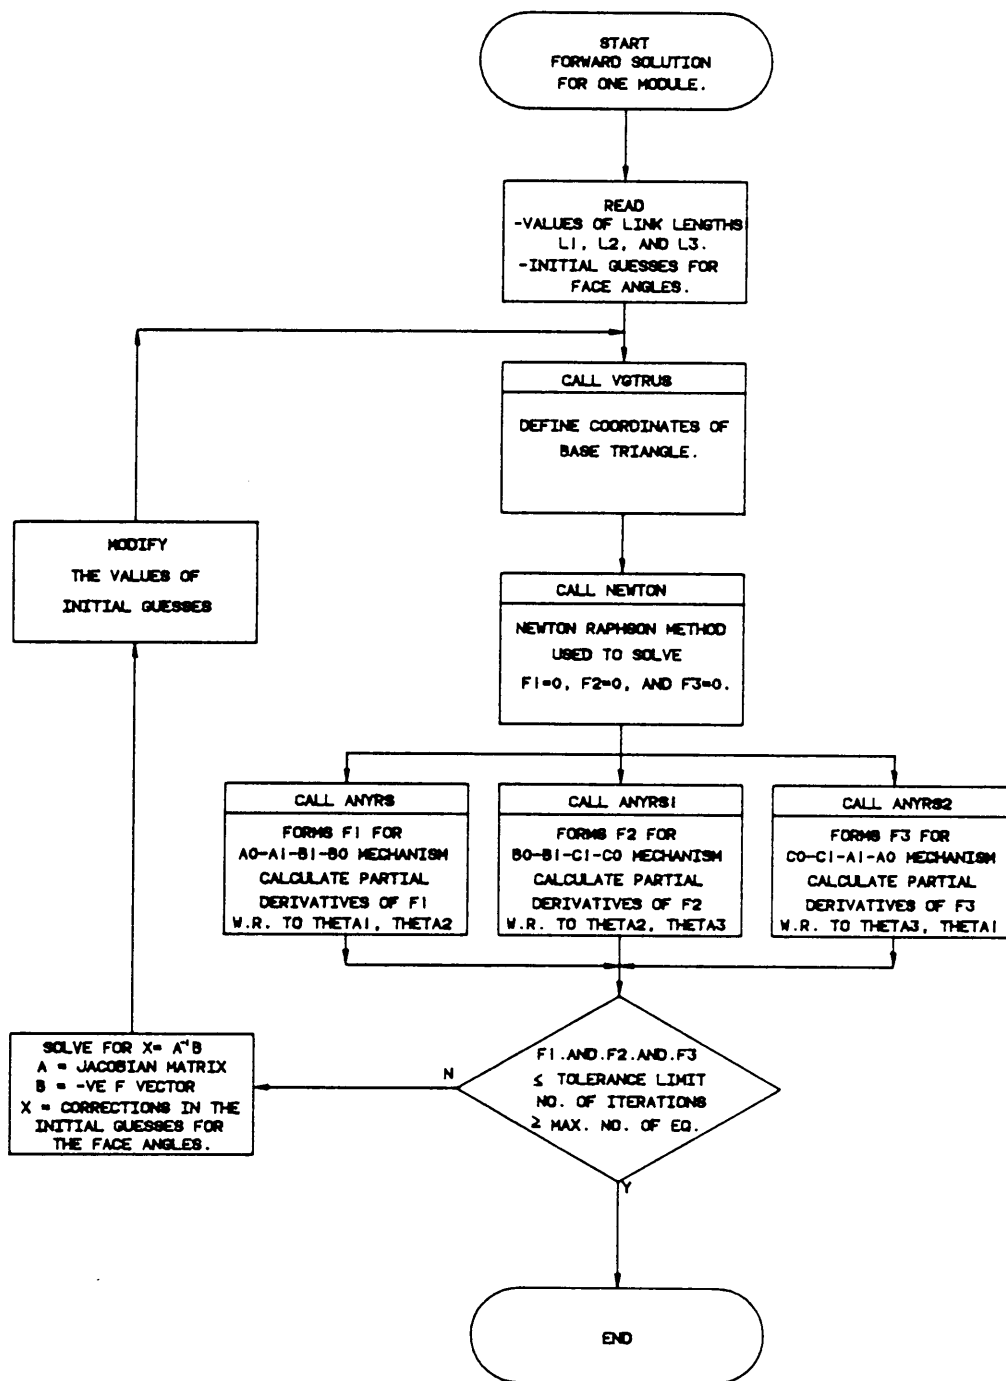 START
FORWARD SOLUTION
FOR ONE MODULE.
READ
-VALUES OF LINK LENGTHS
L1, L2, AND L3.
-INITIAL GUESSES FOR
FACE ANGLES.
CALL VGTRUS
DEFINE COORDINATES OF
BASE TRIANGLE.
MODIFY
THE VALUES OF
INITIAL GUESSES
CALL NEWTON
NEWTON RAPHSON METHOD
USED TO SOLVE
F1=0, F2=0, AND F3=0.
CALL ANYRS
FORMS F1 FOR
A0-A1-B1-B0 MECHANISM
CALCULATE PARTIAL
DERIVATIVES OF F1
W.R. TO THETA1, THETA2
CALL ANYRS1
FORMS F2 FOR
B0-B1-C1-C0 MECHANISM
CALCULATE PARTIAL
DERIVATIVES OF F2
W.R. TO THETA2, THETA3
CALL ANYRS2
FORMS F3 FOR
C0-C1-A1-A0 MECHANISM
CALCULATE PARTIAL
DERIVATIVES OF F3
W.R. TO THETA3, THETA1
F1.AND.F2.AND.F3
≤ TOLERANCE LIMIT
NO. OF ITERATIONS
≥ MAX. NO. OF EQ.
N
SOLVE FOR X= A⁻¹B
A = JACOBIAN MATRIX
B = -VE F VECTOR
X = CORRECTIONS IN THE
INITIAL GUESSES FOR
THE FACE ANGLES.
Y
END